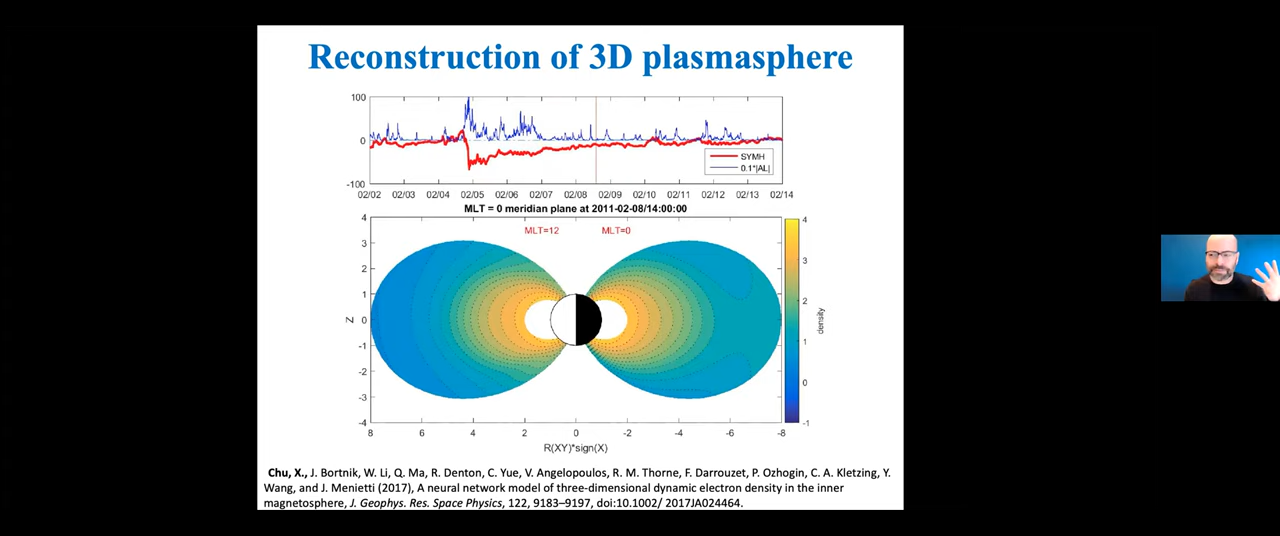 Reconstruction of 3D plasmasphere
100
0
-100
02/02 02/03 02/04 02/05 02/06 02/07 02/08 02/09 02/10 02/11 02/12 02/13 02/14
SYMH
0.1*|AL|
MLT = 0 meridian plane at 2011-02-08/14:00:00
MLT=12 MLT=0
4
3
2
1
0
-1
-2
-3
-4
Z
8 6 4 2 0 -2 -4 -6 -8
R(XY)*sign(X)
4
3
2
1
0
-1
density
Chu, X., J. Bortnik, W. Li, Q. Ma, R. Denton, C. Yue, V. Angelopoulos, R. M. Thorne, F. Darrouzet, P. Ozhogin, C. A. Kletzing, Y.
Wang, and J. Menietti (2017), A neural network model of three-dimensional dynamic electron density in the inner
magnetosphere, J. Geophys. Res. Space Physics, 122, 9183–9197, doi:10.1002/ 2017JA024464.